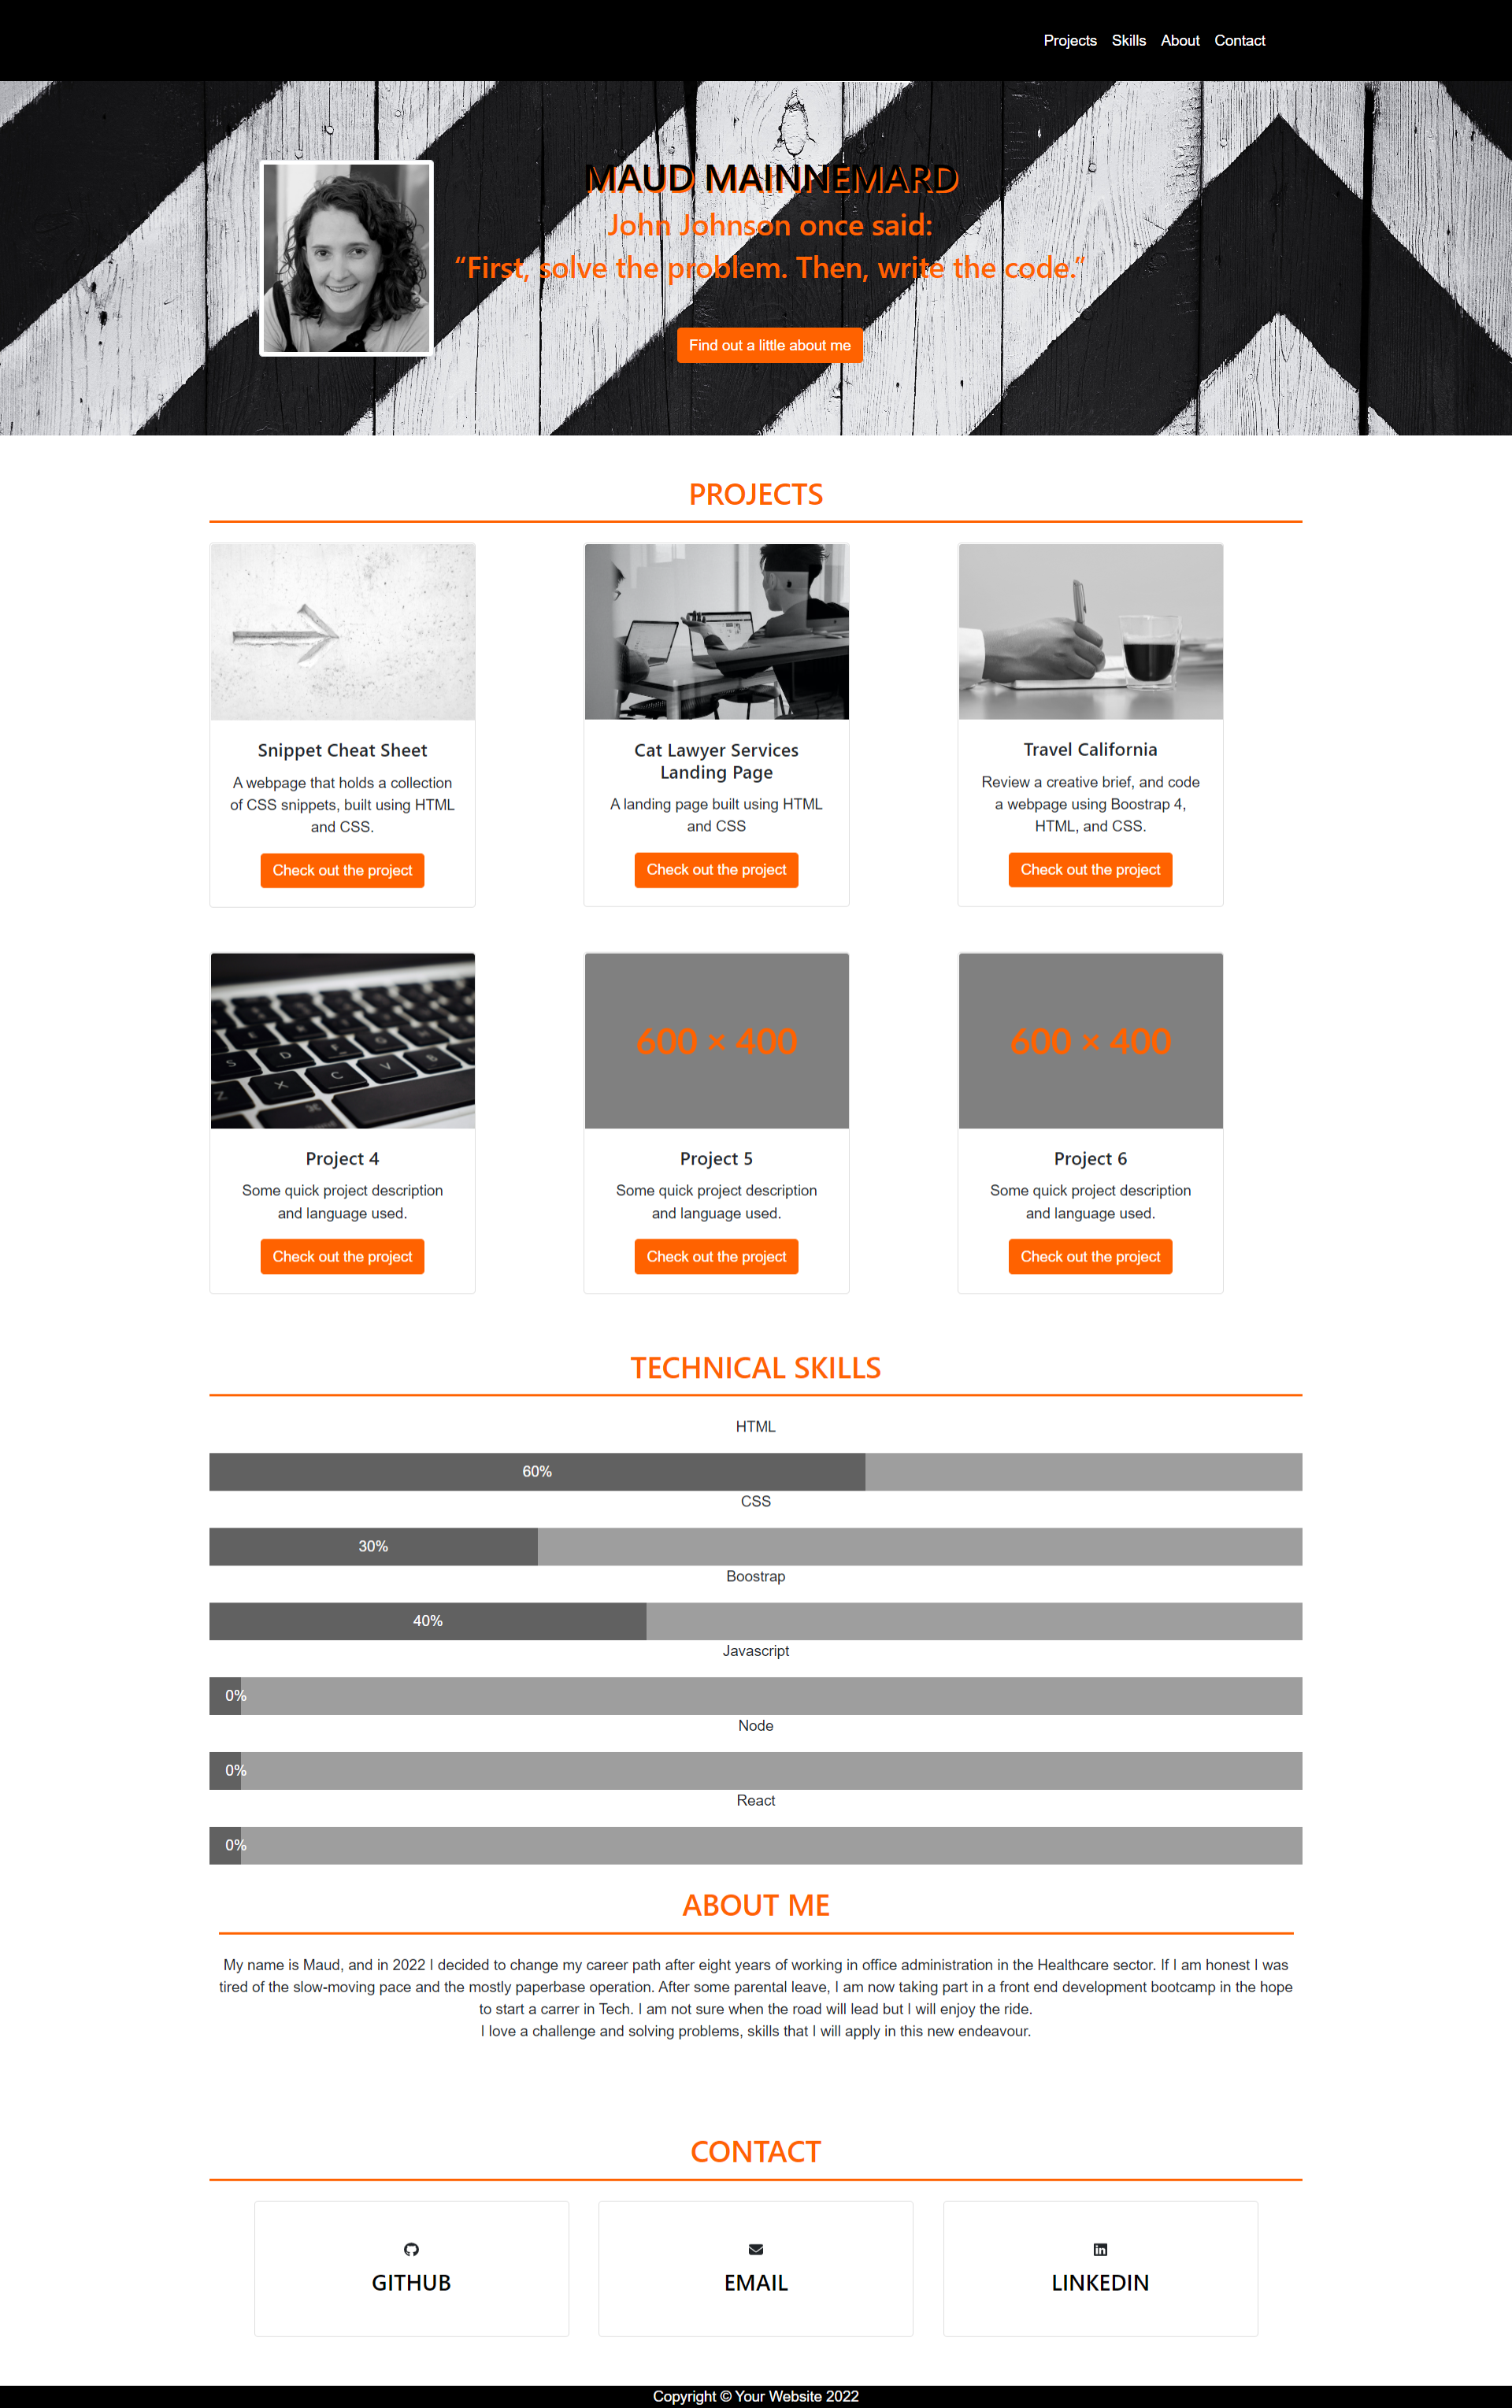 Projects Skills About Contact
MAUD MAINNEMARD
John Johnson once said:
“First, solve the problem. Then, write the code.”
Find out a little about me
PROJECTS
Snippet Cheat Sheet
A webpage that holds a collection
of CSS snippets, built using HTML
and CSS.
Check out the project
Cat Lawyer Services
Landing Page
A landing page built using HTML
and CSS
Check out the project
Travel California
Review a creative brief, and code
a webpage using Boostrap 4,
HTML, and CSS.
Check out the project
S D F G H
Z X C V B
⌘
Project 4
Some quick project description
and language used.
Check out the project
600 × 400
Project 5
Some quick project description
and language used.
Check out the project
600 × 400
Project 6
Some quick project description
and language used.
Check out the project
TECHNICAL SKILLS
HTML
60%
CSS
30%
Boostrap
40%
Javascript
0%
Node
0%
React
0%
ABOUT ME
My name is Maud, and in 2022 I decided to change my career path after eight years of working in office administration in the Healthcare sector. If I am honest I was
tired of the slow-moving pace and the mostly paperbase operation. After some parental leave, I am now taking part in a front end development bootcamp in the hope
to start a carrer in Tech. I am not sure when the road will lead but I will enjoy the ride.
I love a challenge and solving problems, skills that I will apply in this new endeavour.
CONTACT
GITHUB
EMAIL
in
LINKEDIN
Copyright © Your Website 2022